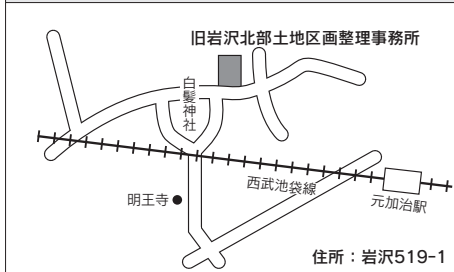 旧岩沢北部土地区画整理事務所
白髭神社
西武池袋線
元加治駅
明王寺
住所：岩沢519-1